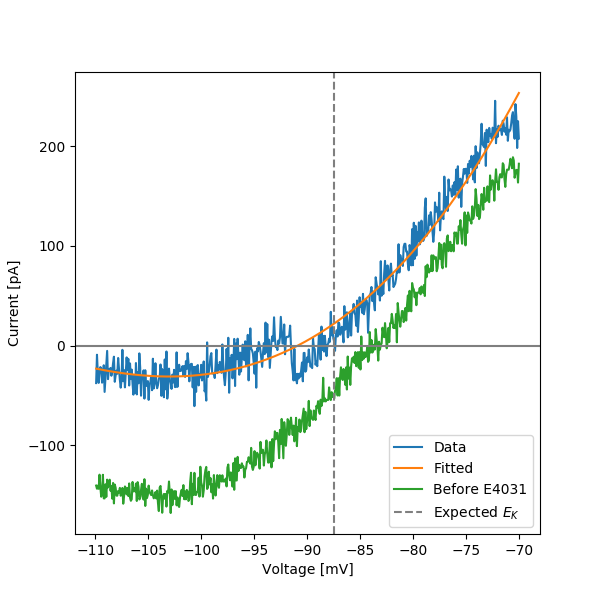 200
100
0
−100
Current [pA]
−110
−105
−100
−95
−90
−85
−80
−75
−70
Voltage [mV]
Data
Fitted
Before E4031
Expected E_K